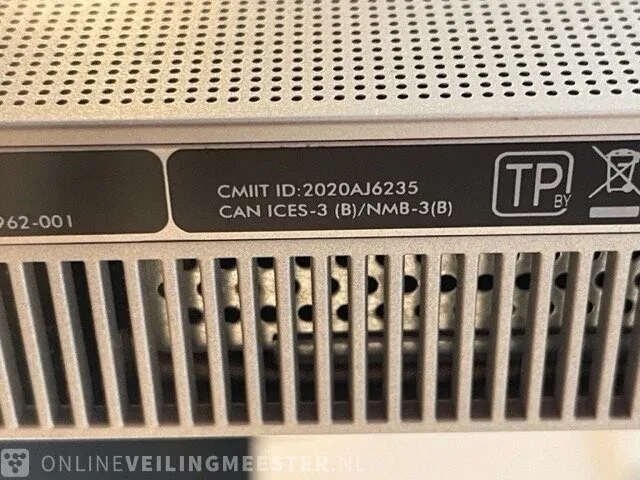 962-001
CMIIT ID:2020AJ6235
CAN ICES-3 (B)/NMB-3(B)
TP
BY
ONLINEVEILINGMEESTER.NL